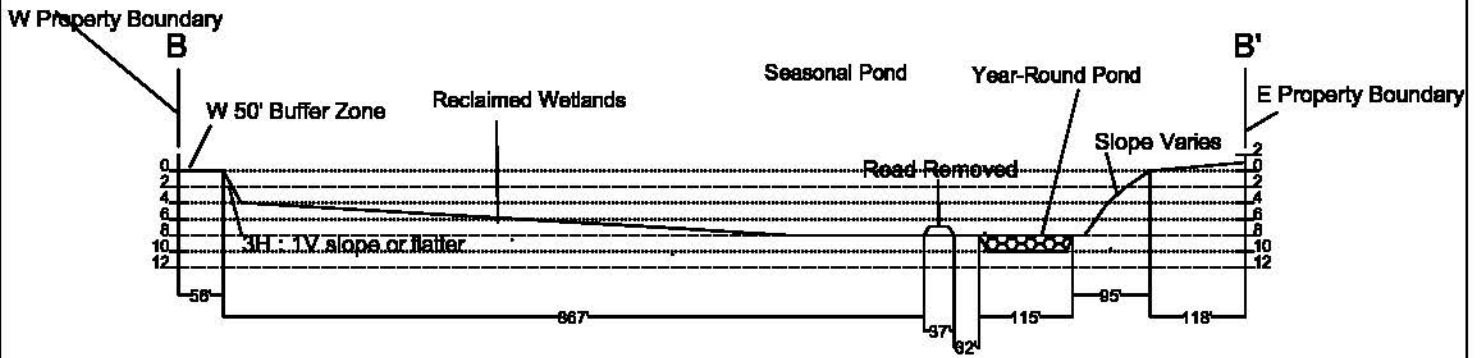 W Property Boundary
B
B'
Seasonal Pond
Year-Round Pond
Reclaimed Wetlands
E Property Boundary
W 50' Buffer Zone
Slope Varies
Road Removed
0
2
4
6
8
10
12
2
0
2
4
6
8
10
12
3H : 1V slope or flatter
56'
867'
37'
32'
115'
95'
118'